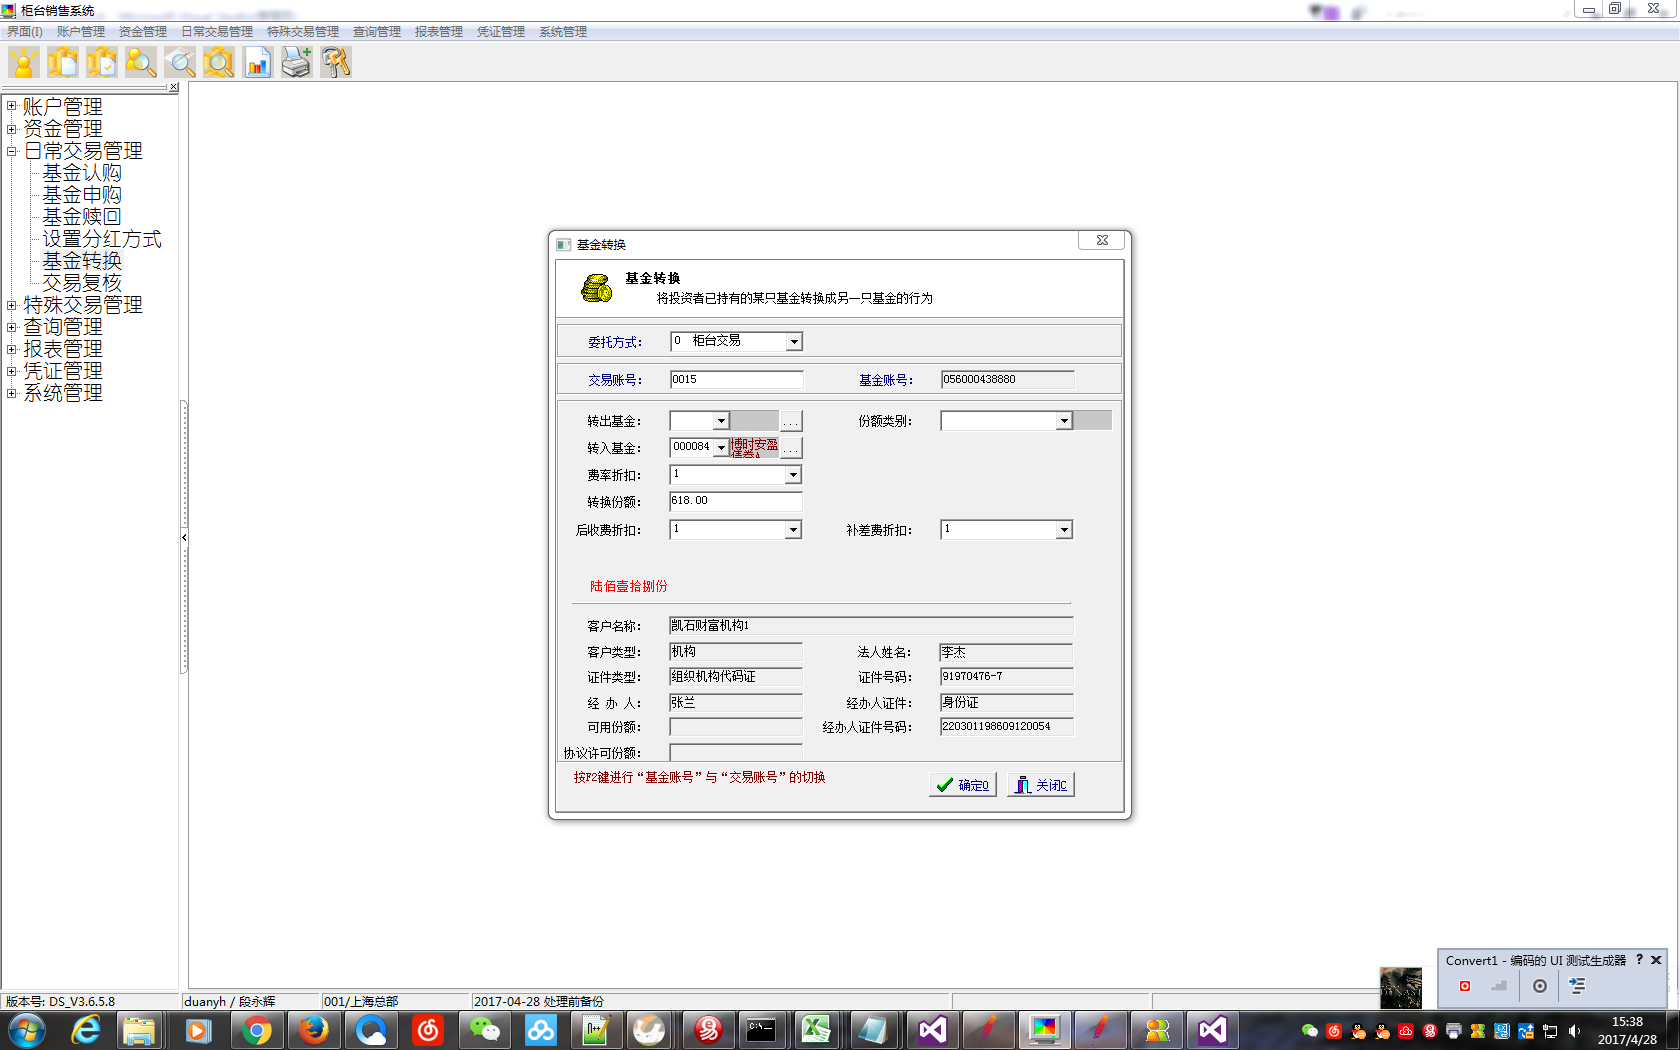 柜台销售系统
界面(I) 账户管理 资金管理 日常交易管理 特殊交易管理 查询管理 报表管理 凭证管理 系统管理
账户管理
资金管理
日常交易管理
基金认购
基金申购
基金赎回
设置分红方式
基金转换
交易复核
特殊交易管理
查询管理
报表管理
凭证管理
系统管理
基金转换
基金转换
将投资者已持有的某只基金转换成另一只基金的行为
委托方式: 0 柜台交易
交易账号: 0015 基金账号: 056000438880
转出基金: ... 份额类别:
转入基金: 000084 博时安盈债券A ...
费率折扣: 1
转换份额: 618.00
后收费折扣: 1 补差费折扣: 1
陆佰壹拾捌份
客户名称: 凯石财富机构1
客户类型: 机构 法人姓名: 李杰
证件类型: 组织机构代码证 证件号码: 91970476-7
经 办 人: 张兰 经办人证件: 身份证
可用份额: 经办人证件号码: 220301198609120054
协议许可份额:
按F2键进行“基金账号”与“交易账号”的切换
确定O 关闭C
Convert1 - 编码的 UI 测试生成器 ?
版本号: DS_V3.6.5.8 duanyh / 段永辉 001/上海总部 2017-04-28 处理前备份
15:38
2017/4/28